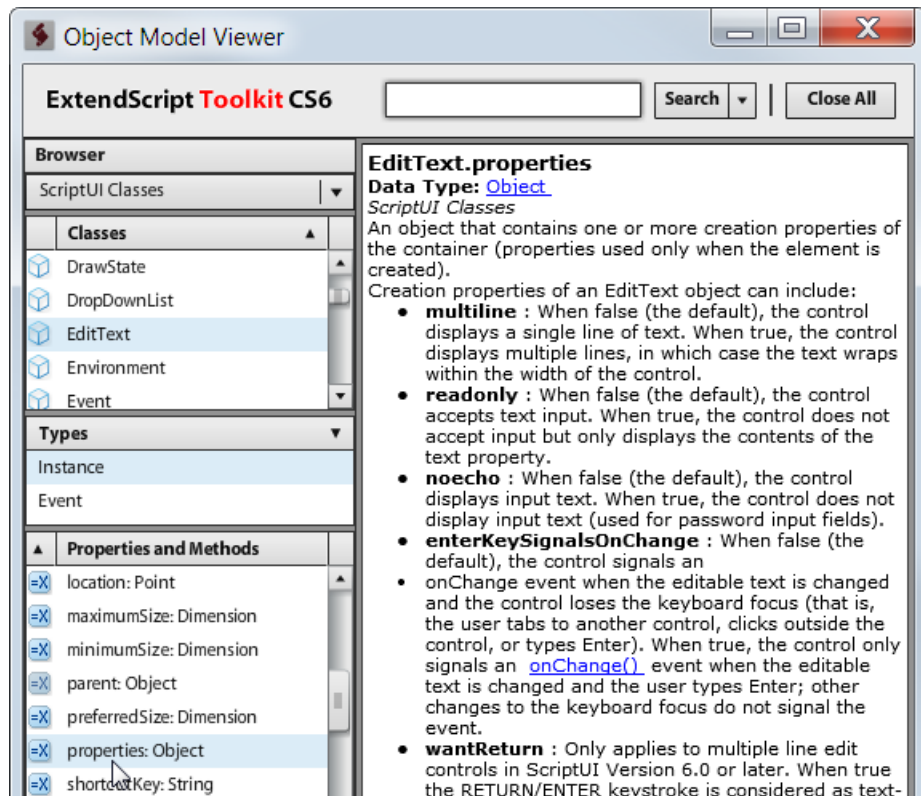 Object Model Viewer
ExtendScript Toolkit CS6
Search
Close All
Browser
ScriptUI Classes
Classes
DrawState
DropDownList
EditText
Environment
Event
Types
Instance
Event
Properties and Methods
location: Point
maximumSize: Dimension
minimumSize: Dimension
parent: Object
preferredSize: Dimension
properties: Object
shortcutKey: String
EditText.properties
Data Type: Object
ScriptUI Classes
An object that contains one or more creation properties of
the container (properties used only when the element is
created).
Creation properties of an EditText object can include:
• multiline : When false (the default), the control
displays a single line of text. When true, the control
displays multiple lines, in which case the text wraps
within the width of the control.
• readonly : When false (the default), the control
accepts text input. When true, the control does not
accept input but only displays the contents of the
text property.
• noecho : When false (the default), the control
displays input text. When true, the control does not
display input text (used for password input fields).
• enterKeySignalsOnChange : When false (the
default), the control signals an
• onChange event when the editable text is changed
and the control loses the keyboard focus (that is,
the user tabs to another control, clicks outside the
control, or types Enter). When true, the control only
signals an onChange() event when the editable
text is changed and the user types Enter; other
changes to the keyboard focus do not signal the
event.
• wantReturn : Only applies to multiple line edit
controls in ScriptUI Version 6.0 or later. When true
the RETURN/ENTER keystroke is considered as text-